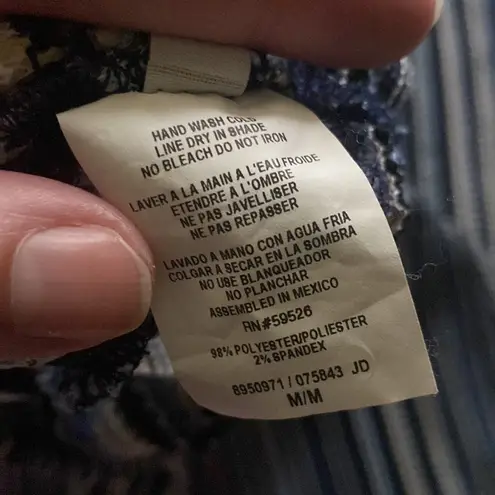 HAND WASH COLD
LINE DRY IN SHADE
NO BLEACH DO NOT IRON
LAVER A LA MAIN A L'EAU FROIDE
ETENDRE A L'OMBRE
NE PAS JAVELLISER
NE PAS REPASSER
LAVADO A MANO CON AGUA FRIA
COLGAR A SECAR EN LA SOMBRA
NO USE BLANQUEADOR
NO PLANCHAR
ASSEMBLED IN MEXICO
RN#59526
98% POLYESTER/POLIESTER
2% SPANDEX
8950971 / 075843 JD
M/M